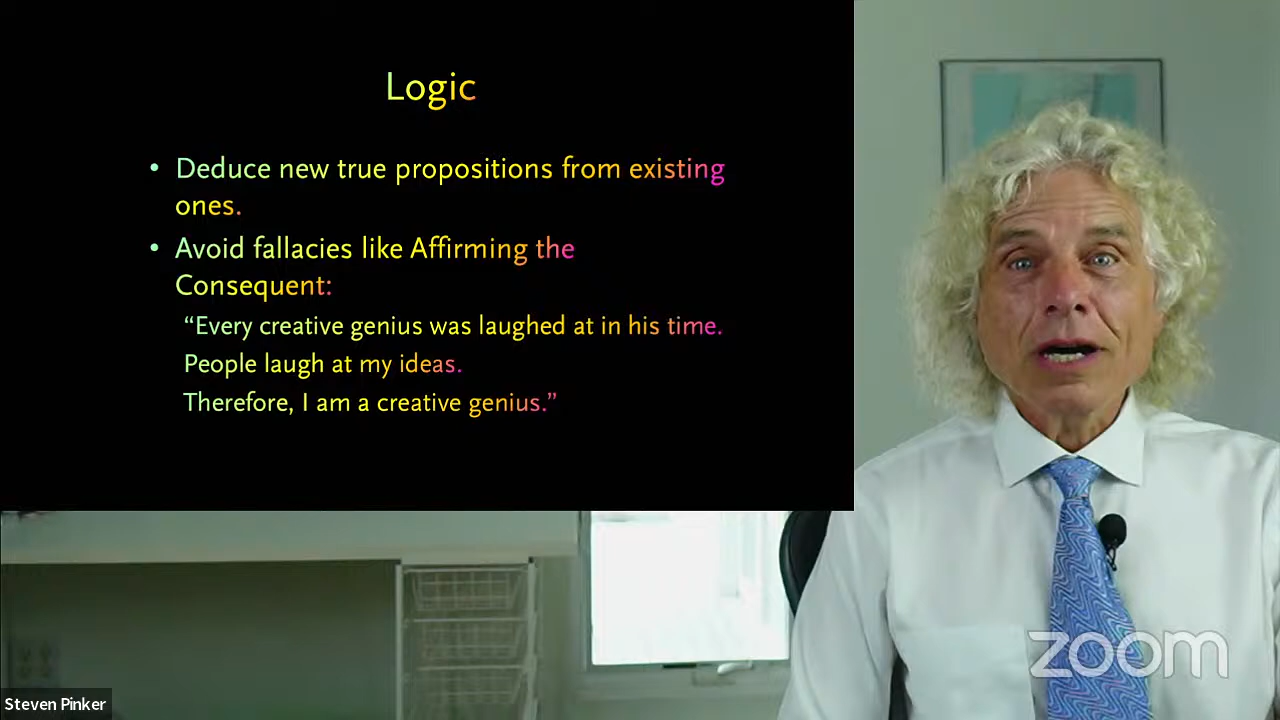 Logic
• Deduce new true propositions from existing
ones.
• Avoid fallacies like Affirming the
Consequent:
“Every creative genius was laughed at in his time.
People laugh at my ideas.
Therefore, I am a creative genius.”
zoom
Steven Pinker